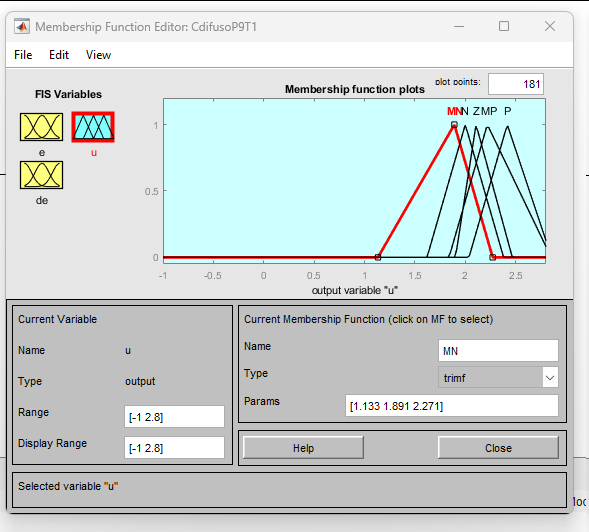 Membership Function Editor: CdifusoP9T1
File Edit View
FIS Variables
e
u
de
Membership function plots
plot points:
181
MN N Z MP P
1
0.5
0
-1 -0.5 0 0.5 1 1.5 2 2.5
output variable "u"
Current Variable
Name u
Type output
Range [-1 2.8]
Display Range [-1 2.8]
Current Membership Function (click on MF to select)
Name MN
Type trimf
Params [1.133 1.891 2.271]
Help Close
Selected variable "u"